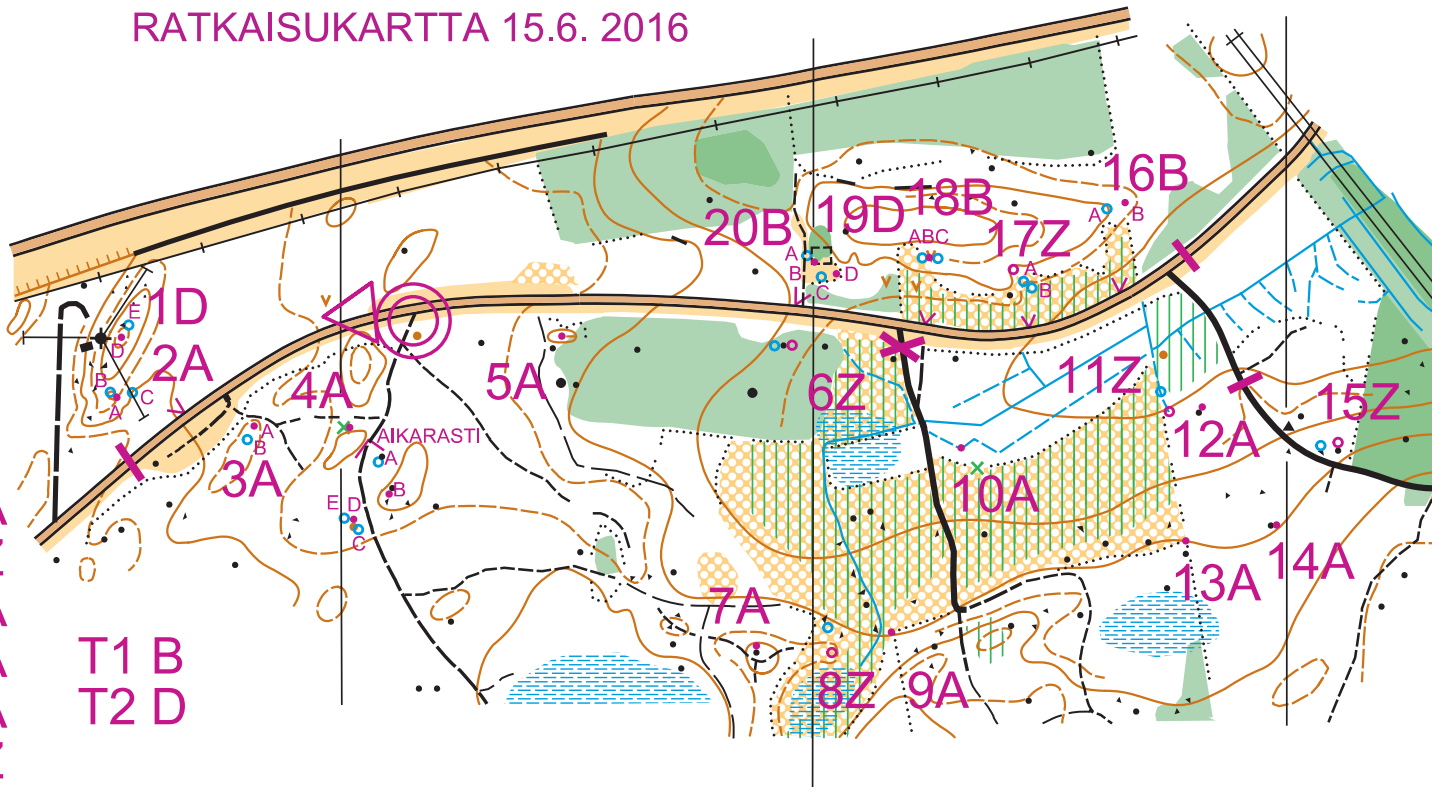 RATKAISUKARTTA 15.6. 2016
16B
18B
19D
20B
17Z
A
B
ABC
A
B
C
D
A
B
1D
E
D
2A
B
C
A
4A
5A
6Z
11Z
15Z
12A
A
B
3A
AIKARASTI
A
B
E D
C
10A
14A
13A
7A
8Z
9A
T1 B
T2 D